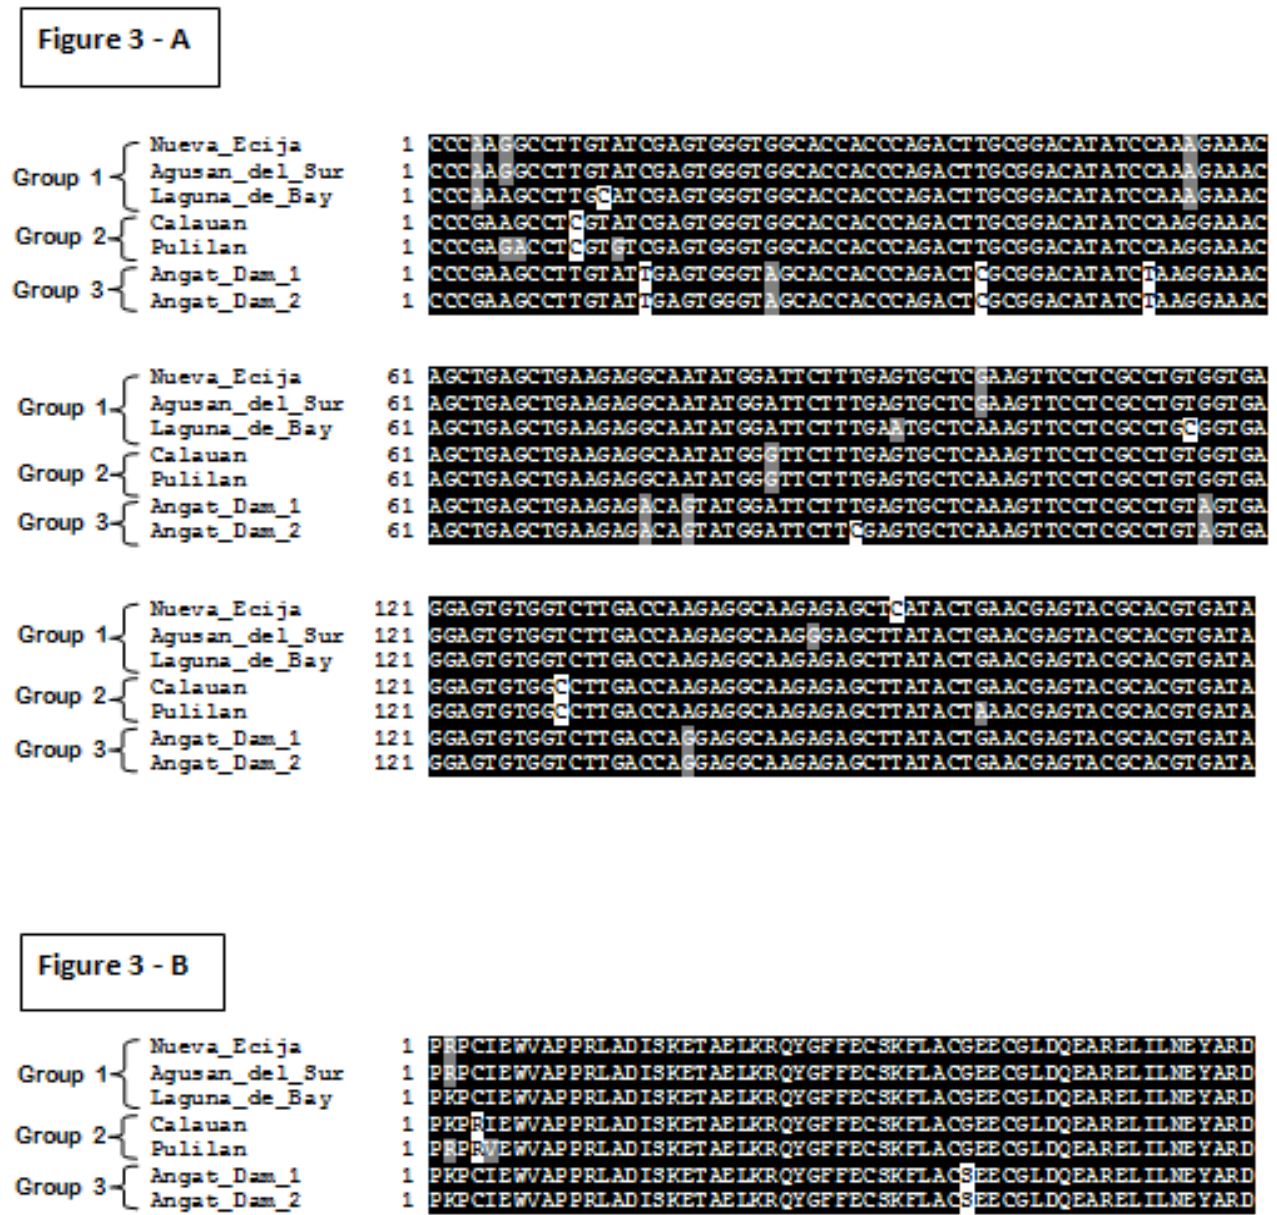 Figure 3 - A
Group 1
Nueva_Ecija 1 CCCAAGGCCTTGTATCGAGTGGGTGGCACCACCCAGACTTGCGGACATATCCAAAGAAAC
Agusan_del_Sur 1 CCCAAGGCCTTGTATCGAGTGGGTGGCACCACCCAGACTTGCGGACATATCCAAAGAAAC
Laguna_de_Bay 1 CCCAAAGCCTTGCATCGAGTGGGTGGCACCACCCAGACTTGCGGACATATCCAAAGAAAC
Group 2
Calauan 1 CCCGAAGCCTCGTATCGAGTGGGTGGCACCACCCAGACTTGCGGACATATCCAAGGAAAC
Pulilan 1 CCCGAGACCTCGTGTCGAGTGGGTGGCACCACCCAGACTTGCGGACATATCCAAGGAAAC
Group 3
Angat_Dam_1 1 CCCGAAGCCTTGTATTGAGTGGGTAGCACCACCCAGACTCGCGGACATATCTAAGGAAAC
Angat_Dam_2 1 CCCGAAGCCTTGTATTGAGTGGGTAGCACCACCCAGACTCGCGGACATATCTAAGGAAAC
Group 1
Nueva_Ecija 61 AGCTGAGCTGAAGAGGCAATATGGATTCTTTGAGTGCTCGAAGTTCCTCGCCTGTGGTGA
Agusan_del_Sur 61 AGCTGAGCTGAAGAGGCAATATGGATTCTTTGAGTGCTCGAAGTTCCTCGCCTGTGGTGA
Laguna_de_Bay 61 AGCTGAGCTGAAGAGGCAATATGGATTCTTTGAATGCTCAAAGTTCCTCGCCTGCGGTGA
Group 2
Calauan 61 AGCTGAGCTGAAGAGGCAATATGGGTTCTTTGAGTGCTCAAAGTTCCTCGCCTGTGGTGA
Pulilan 61 AGCTGAGCTGAAGAGGCAATATGGGTTCTTTGAGTGCTCAAAGTTCCTCGCCTGTGGTGA
Group 3
Angat_Dam_1 61 AGCTGAGCTGAAGAGACAGTATGGATTCTTTGAGTGCTCAAAGTTCCTCGCCTGTAGTGA
Angat_Dam_2 61 AGCTGAGCTGAAGAGACAGTATGGATTCTTCGAGTGCTCAAAGTTCCTCGCCTGTAGTGA
Group 1
Nueva_Ecija 121 GGAGTGTGGTCTTGACCAAGAGGCAAGAGAGCTCATACTGAACGAGTACGCACGTGATA
Agusan_del_Sur 121 GGAGTGTGGTCTTGACCAAGAGGCAAGGGAGCTTATACTGAACGAGTACGCACGTGATA
Laguna_de_Bay 121 GGAGTGTGGTCTTGACCAAGAGGCAAGAGAGCTTATACTGAACGAGTACGCACGTGATA
Group 2
Calauan 121 GGAGTGTGGCCTTGACCAAGAGGCAAGAGAGCTTATACTGAACGAGTACGCACGTGATA
Pulilan 121 GGAGTGTGGCCTTGACCAAGAGGCAAGAGAGCTTATACTAAACGAGTACGCACGTGATA
Group 3
Angat_Dam_1 121 GGAGTGTGGTCTTGACCAGGAGGCAAGAGAGCTTATACTGAACGAGTACGCACGTGATA
Angat_Dam_2 121 GGAGTGTGGTCTTGACCAGGAGGCAAGAGAGCTTATACTGAACGAGTACGCACGTGATA
Figure 3 - B
Group 1
Nueva_Ecija 1 PRPCIEWVAPPRLADISKETAELKRQYGFFECSKFLACGEECGLDQEARELILNEYARD
Agusan_del_Sur 1 PRPCIEWVAPPRLADISKETAELKRQYGFFECSKFLACGEECGLDQEARELILNEYARD
Laguna_de_Bay 1 PKPCIEWVAPPRLADISKETAELKRQYGFFECSKFLACGEECGLDQEARELILNEYARD
Group 2
Calauan 1 PKPRIEWVAPPRLADISKETAELKRQYGFFECSKFLACGEECGLDQEARELILNEYARD
Pulilan 1 PRPRVEWVAPPRLADISKETAELKRQYGFFECSKFLACGEECGLDQEARELILNEYARD
Group 3
Angat_Dam_1 1 PKPCIEWVAPPRLADISKETAELKRQYGFFECSKFLACSEECGLDQEARELILNEYARD
Angat_Dam_2 1 PKPCIEWVAPPRLADISKETAELKRQYGFFECSKFLACSEECGLDQEARELILNEYARD